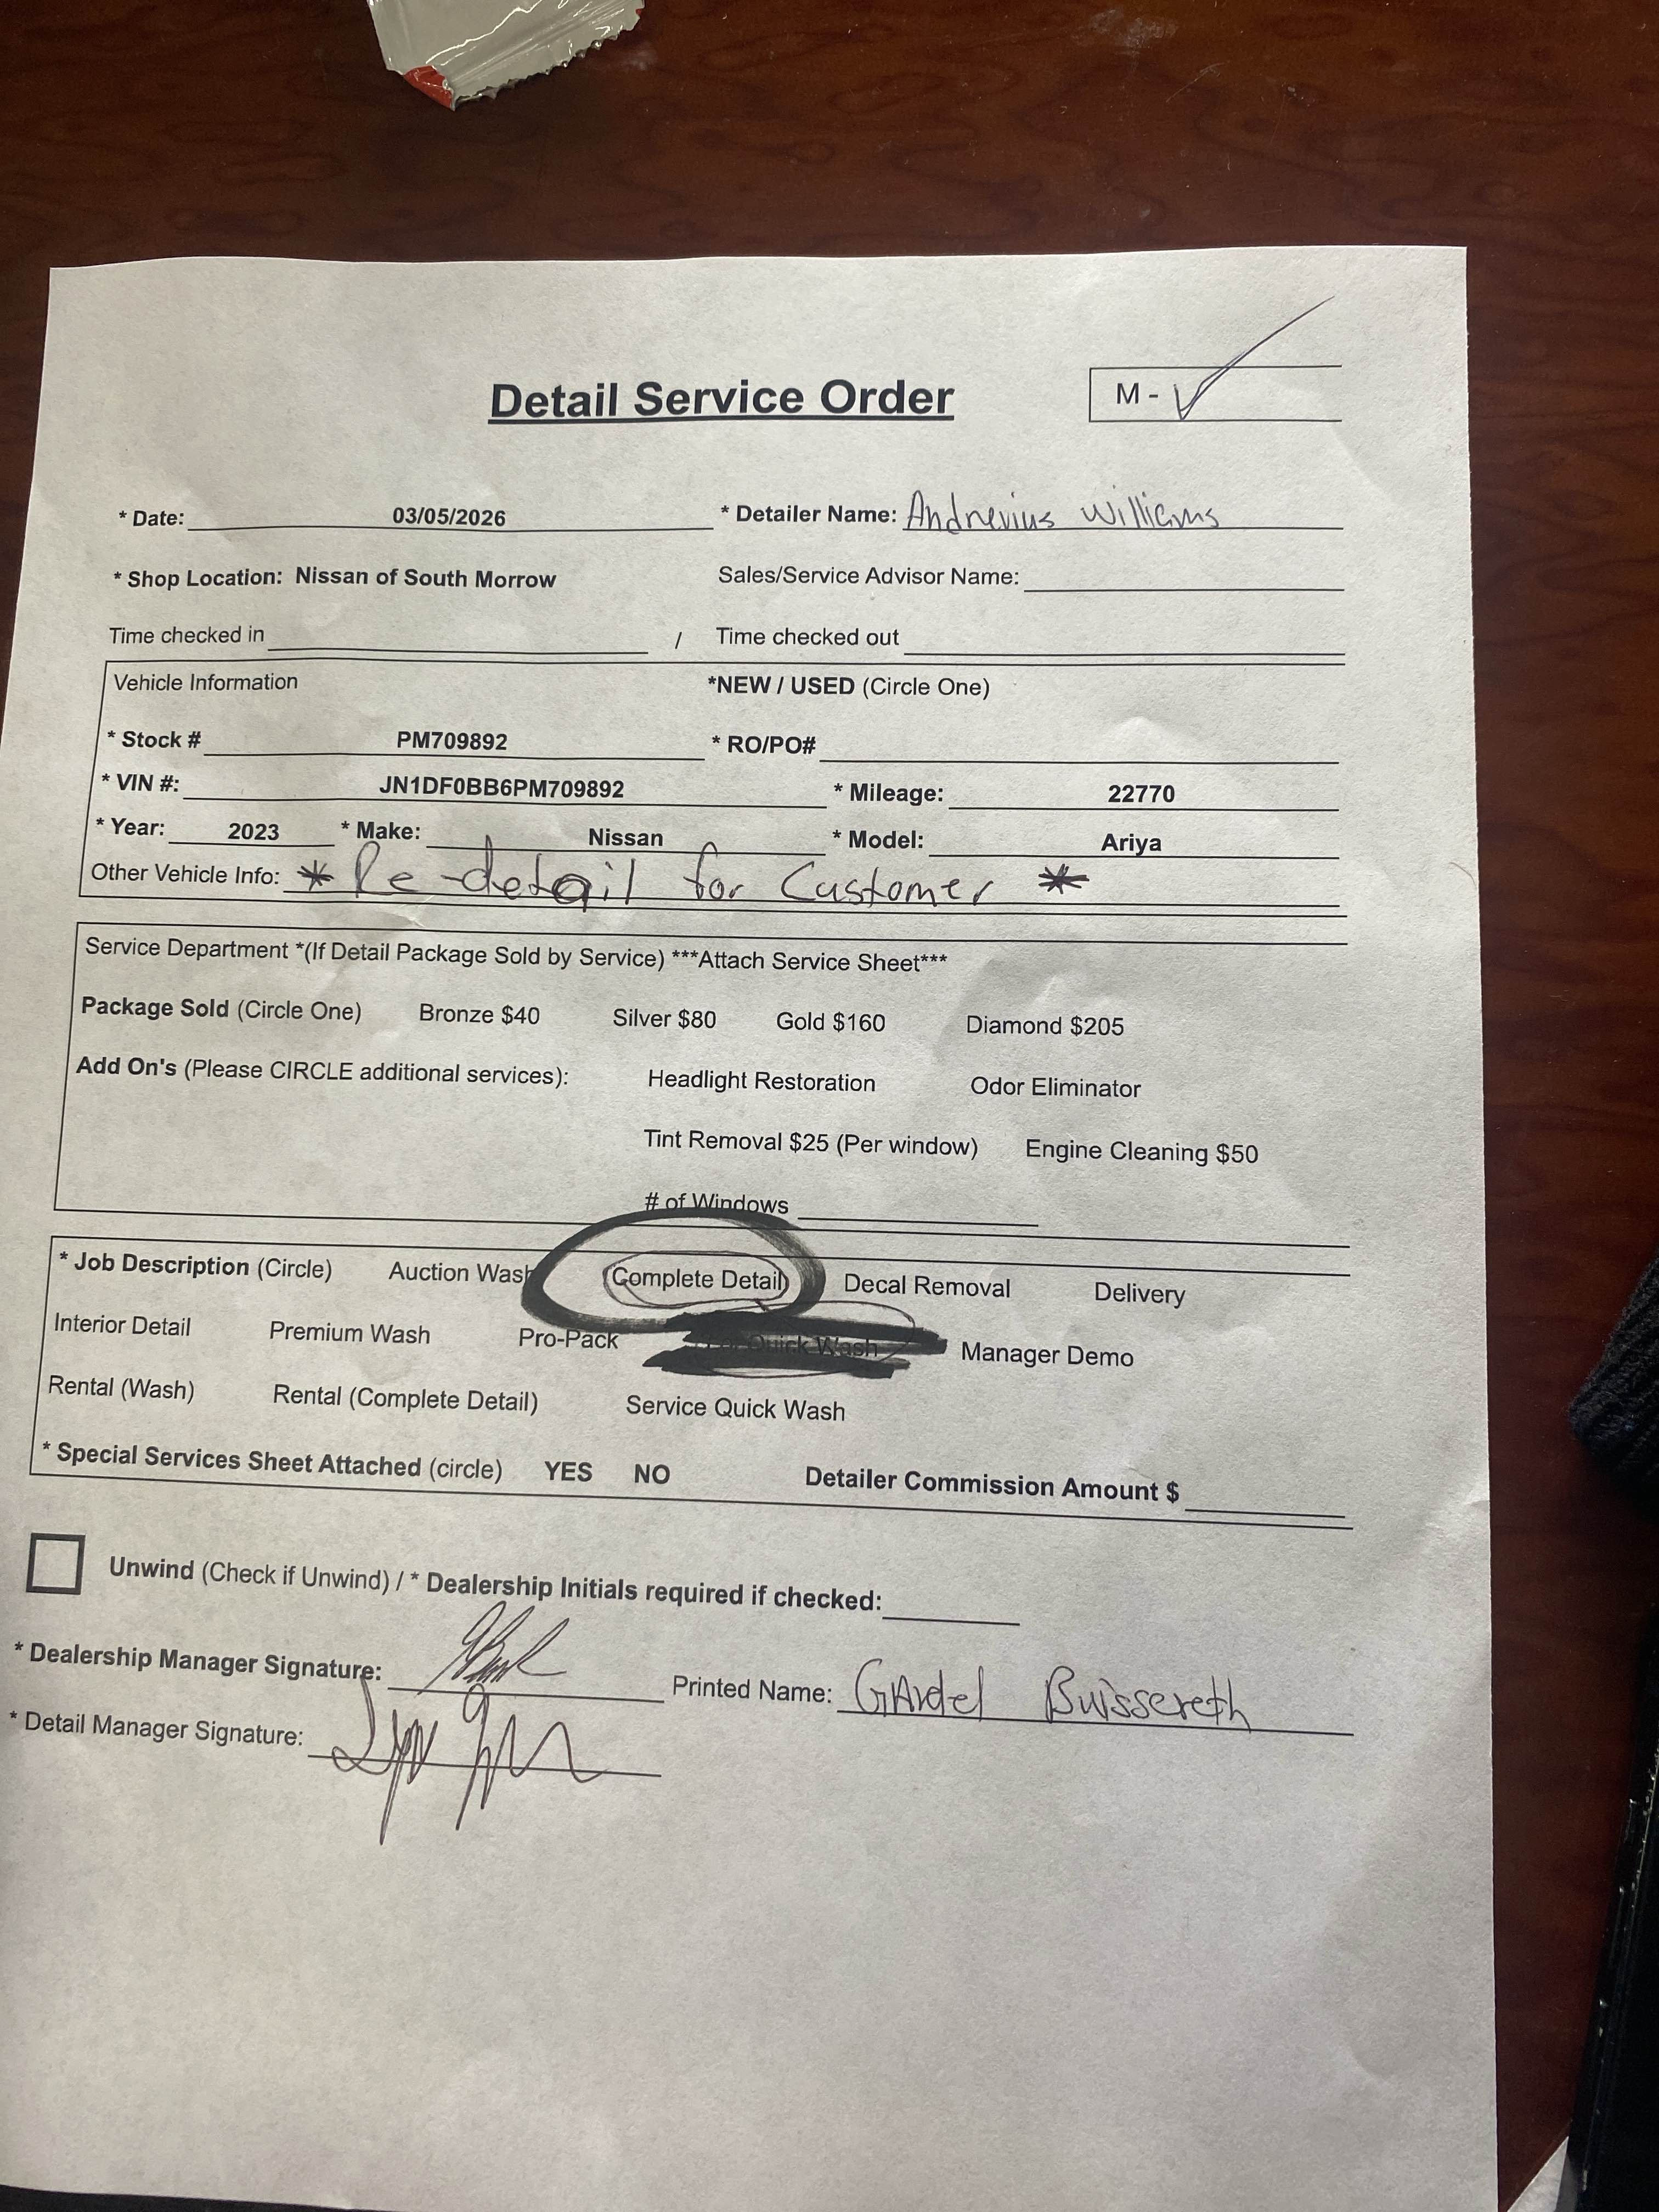 Detail Service Order
M - ✓
* Date: 03/05/2026 * Detailer Name: Andrevius Williams
* Shop Location: Nissan of South Morrow Sales/Service Advisor Name:
Time checked in / Time checked out
Vehicle Information *NEW / USED (Circle One)
* Stock # PM709892 * RO/PO#
* VIN #: JN1DF0BB6PM709892 * Mileage: 22770
* Year: 2023 * Make: Nissan * Model: Ariya
Other Vehicle Info: * Re-detail for Customer *
Service Department *(If Detail Package Sold by Service) ***Attach Service Sheet***
Package Sold (Circle One) Bronze $40 Silver $80 Gold $160 Diamond $205
Add On's (Please CIRCLE additional services): Headlight Restoration Odor Eliminator
Tint Removal $25 (Per window) Engine Cleaning $50
# of Windows
* Job Description (Circle) Auction Wash Complete Detail Decal Removal Delivery
Interior Detail Premium Wash Pro-Pack Quick Wash Manager Demo
Rental (Wash) Rental (Complete Detail) Service Quick Wash
* Special Services Sheet Attached (circle) YES NO Detailer Commission Amount $
Unwind (Check if Unwind) / * Dealership Initials required if checked:
* Dealership Manager Signature: Printed Name: GArdel Buissereth
* Detail Manager Signature: